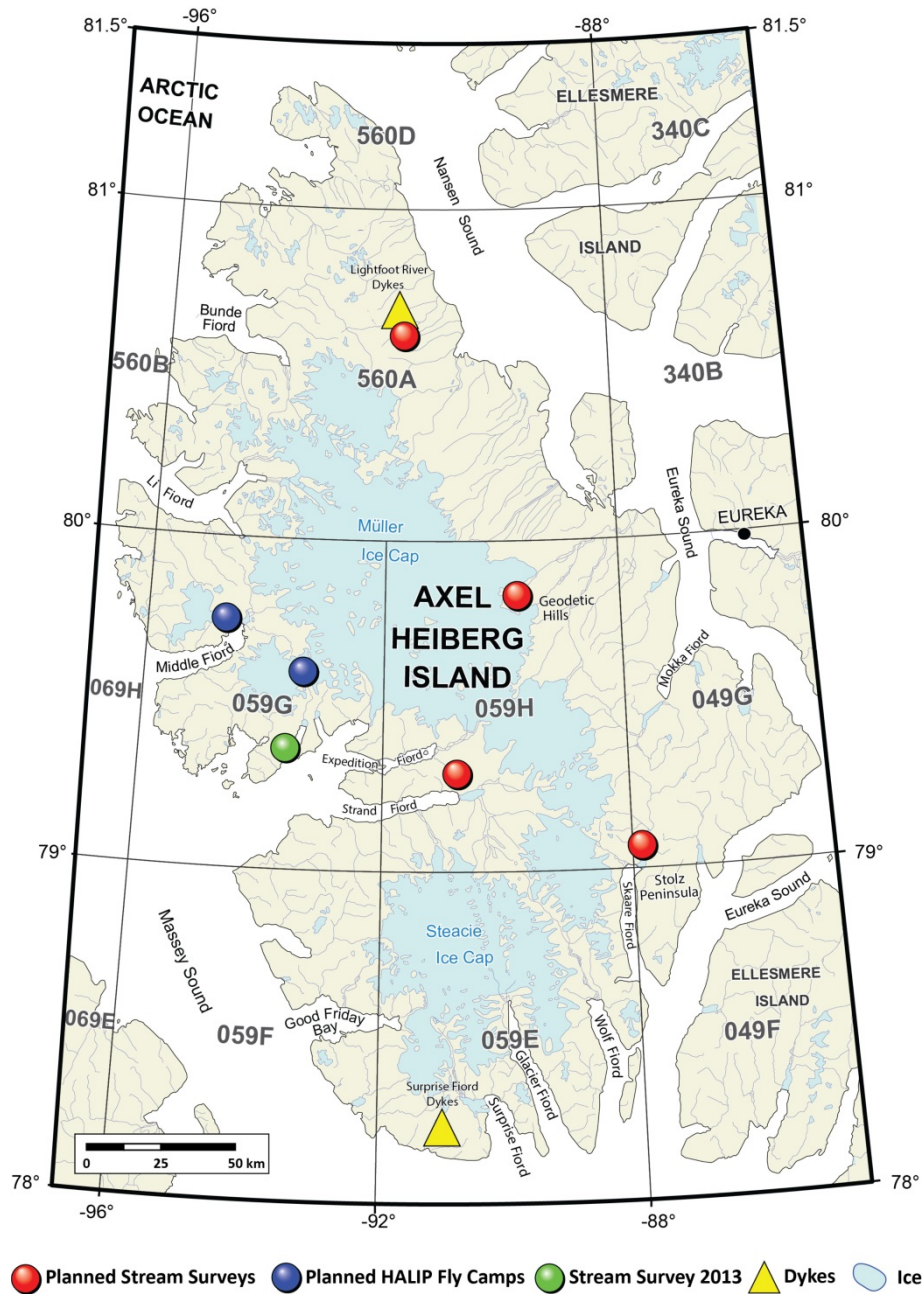 -96°
-88°
81.5°
81.5°
ARCTIC
OCEAN
ELLESMERE
560D
340C
Nansen Sound
81°
81°
ISLAND
Lightfoot River
Dykes
Bunde
Fiord
560B
560A
340B
Li Fiord
Eureka Sound
EUREKA
80°
80°
Müller
Ice Cap
AXEL
HEIBERG
ISLAND
Geodetic
Hills
Middle Fiord
Mokka Fiord
069H
059G
059H
049G
Expedition Fiord
Strand Fiord
79°
79°
Skaare Fiord
Stolz
Peninsula
Eureka Sound
Massey Sound
Steacie
Ice Cap
ELLESMERE
ISLAND
069E
059F
Good Friday
Bay
059E
Glacier Fiord
Wolf Fiord
049F
Surprise Fiord
Dykes
Surprise Fiord
0 25 50 km
78°
78°
-96°
-92°
-88°
Planned Stream Surveys Planned HALIP Fly Camps Stream Survey 2013 Dykes Ice